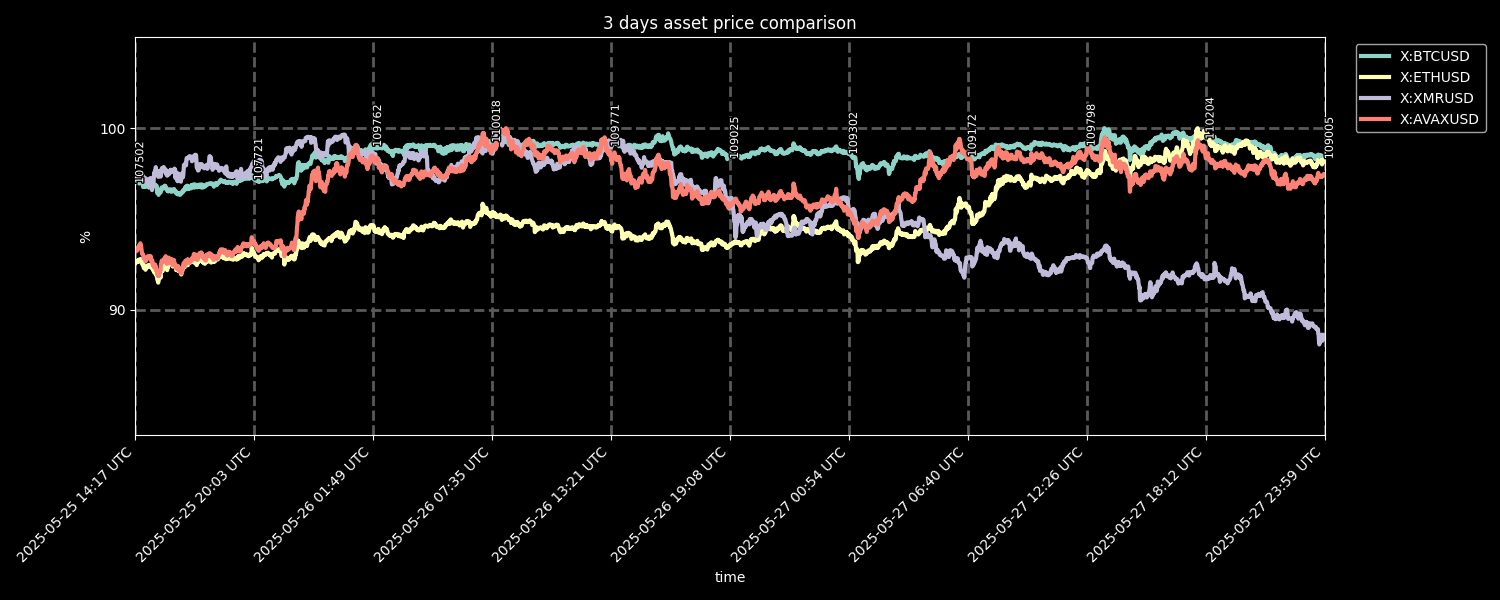 3 days asset price comparison
X:BTCUSD
X:ETHUSD
X:XMRUSD
X:AVAXUSD
100
90
%
107502
107721
109762
110018
109771
109025
109302
109172
109798
110204
109005
2025-05-25 14:17 UTC
2025-05-25 20:03 UTC
2025-05-26 01:49 UTC
2025-05-26 07:35 UTC
2025-05-26 13:21 UTC
2025-05-26 19:08 UTC
2025-05-27 00:54 UTC
2025-05-27 06:40 UTC
2025-05-27 12:26 UTC
2025-05-27 18:12 UTC
2025-05-27 23:59 UTC
time